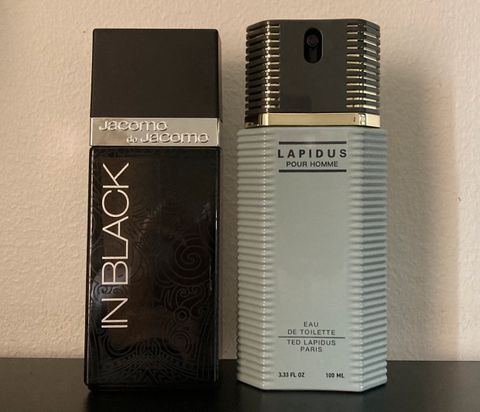 Jacomo
de Jacomo
IN BLACK
LAPIDUS
POUR HOMME
EAU
DE TOILETTE
TED LAPIDUS
PARIS
3.33 FL OZ 100 ML